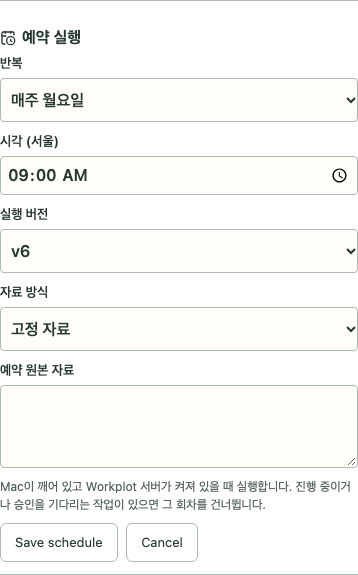 예약 실행
반복
매주 월요일
시각 (서울)
09:00 AM
실행 버전
v6
자료 방식
고정 자료
예약 원본 자료
Mac이 깨어 있고 Workplot 서버가 켜져 있을 때 실행합니다. 진행 중이거
나 승인을 기다리는 작업이 있으면 그 회차를 건너뜁니다.
Save schedule Cancel